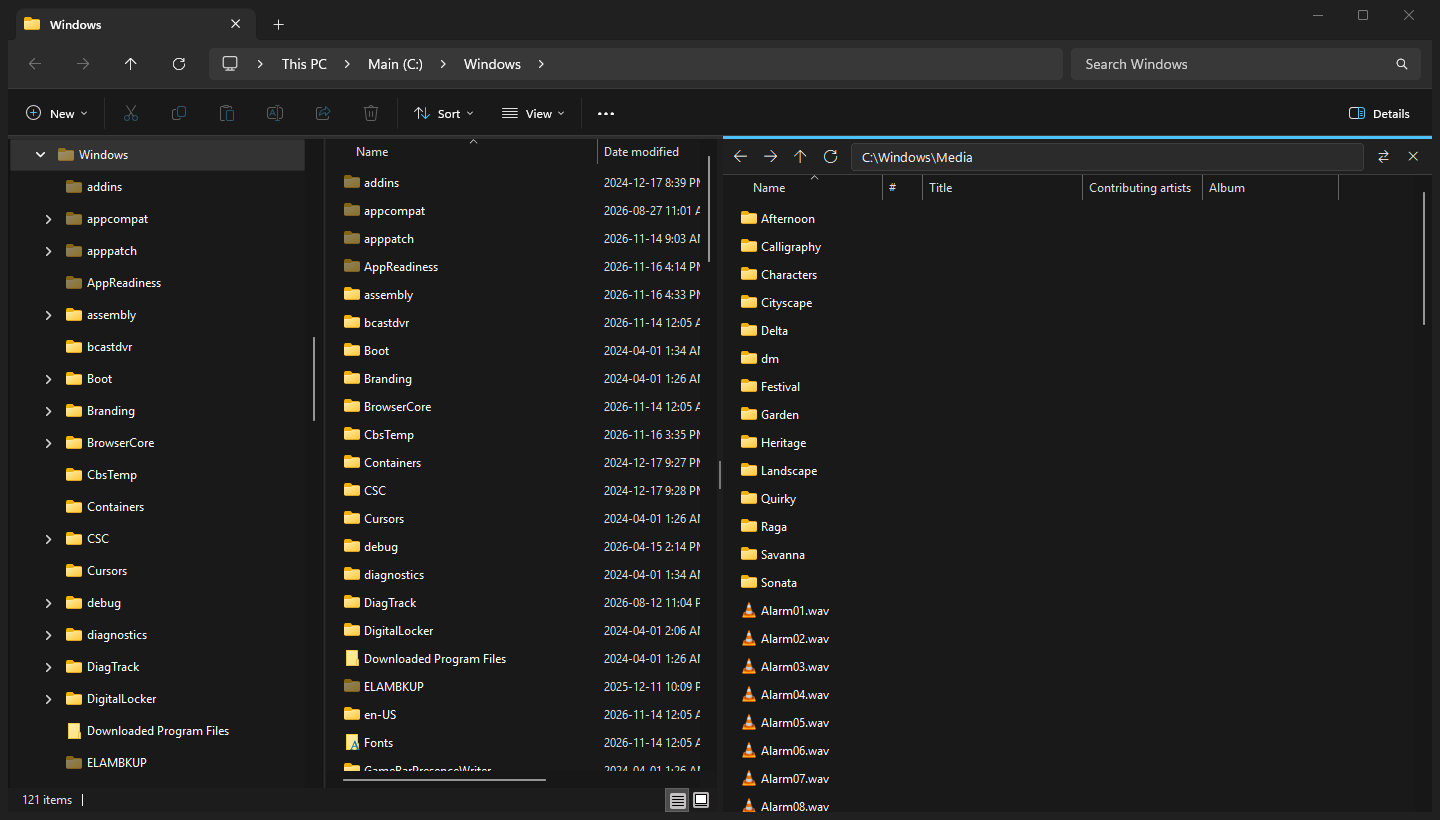 Windows
This PC
Main (C:)
Windows
Search Windows
New
Sort
View
Details
Windows
addins
appcompat
apppatch
AppReadiness
assembly
bcastdvr
Boot
Branding
BrowserCore
CbsTemp
Containers
CSC
Cursors
debug
diagnostics
DiagTrack
DigitalLocker
Downloaded Program Files
ELAMBKUP
121 items
Name Date modified
addins 2024-12-17 8:39 PM
appcompat 2026-08-27 11:01 A
apppatch 2026-11-14 9:03 AM
AppReadiness 2026-11-16 4:14 PM
assembly 2026-11-16 4:33 PM
bcastdvr 2026-11-14 12:05 A
Boot 2024-04-01 1:34 AM
Branding 2024-04-01 1:26 AM
BrowserCore 2026-11-14 12:05 A
CbsTemp 2026-11-16 3:35 PM
Containers 2024-12-17 9:27 PM
CSC 2024-12-17 9:28 PM
Cursors 2024-04-01 1:26 AM
debug 2026-04-15 2:14 PM
diagnostics 2024-04-01 1:34 AM
DiagTrack 2026-08-12 11:04 P
DigitalLocker 2024-04-01 2:06 AM
Downloaded Program Files 2024-04-01 1:26 AM
ELAMBKUP 2025-12-11 10:09 P
en-US 2026-11-14 12:05 A
Fonts 2026-11-14 12:05 A
GameBarPresenceWriter 2024-04-01 1:26 AM
C:\Windows\Media
Name # Title Contributing artists Album
Afternoon
Calligraphy
Characters
Cityscape
Delta
dm
Festival
Garden
Heritage
Landscape
Quirky
Raga
Savanna
Sonata
Alarm01.wav
Alarm02.wav
Alarm03.wav
Alarm04.wav
Alarm05.wav
Alarm06.wav
Alarm07.wav
Alarm08.wav